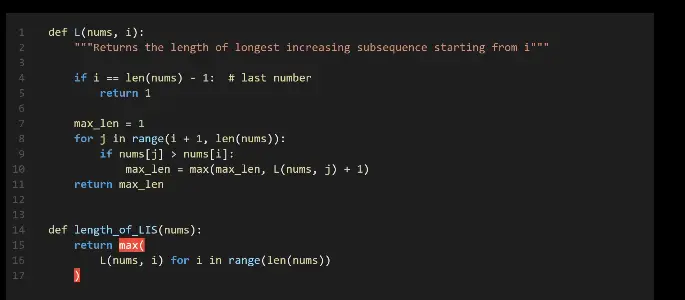 1 def L(nums, i):
2     """Returns the length of longest increasing subsequence starting from i"""
3
4     if i == len(nums) - 1:  # last number
5         return 1
6
7     max_len = 1
8     for j in range(i + 1, len(nums)):
9         if nums[j] > nums[i]:
10             max_len = max(max_len, L(nums, j) + 1)
11     return max_len
12
13
14 def length_of_LIS(nums):
15     return max(
16         L(nums, i) for i in range(len(nums))
17     )